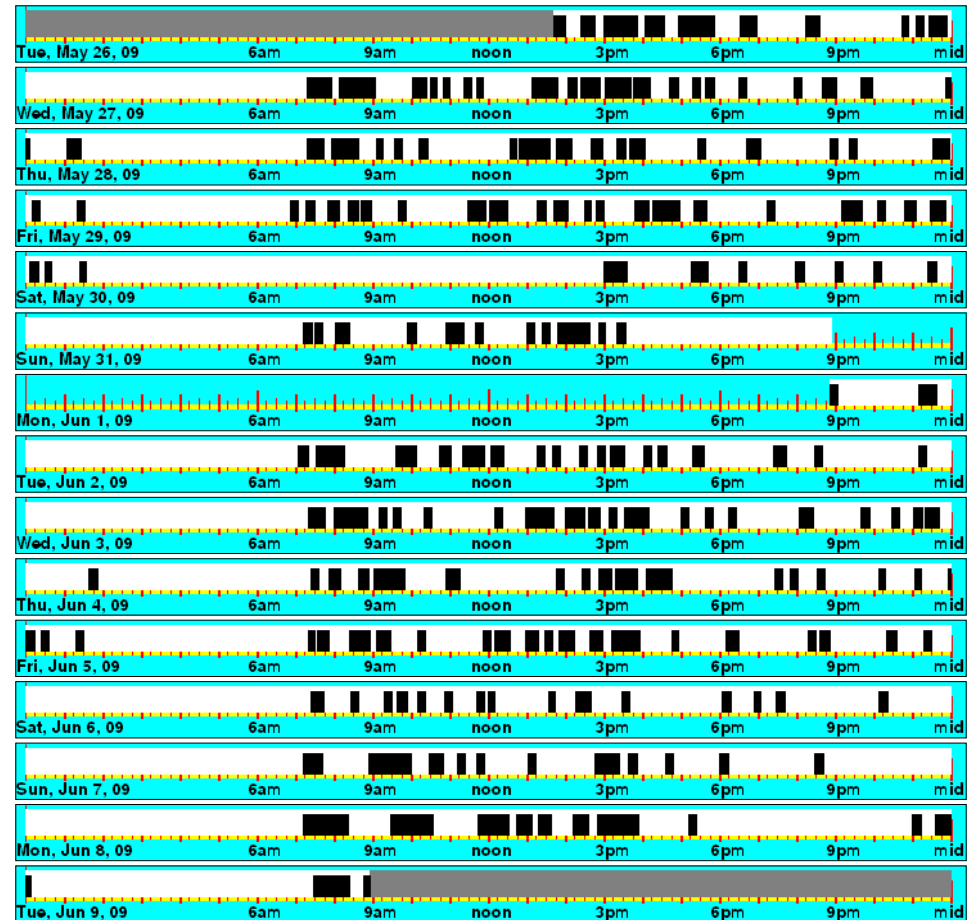 Tue, May 26, 09 6am 9am noon 3pm 6pm 9pm mid
Wed, May 27, 09 6am 9am noon 3pm 6pm 9pm mid
Thu, May 28, 09 6am 9am noon 3pm 6pm 9pm mid
Fri, May 29, 09 6am 9am noon 3pm 6pm 9pm mid
Sat, May 30, 09 6am 9am noon 3pm 6pm 9pm mid
Sun, May 31, 09 6am 9am noon 3pm 6pm 9pm mid
Mon, Jun 1, 09 6am 9am noon 3pm 6pm 9pm mid
Tue, Jun 2, 09 6am 9am noon 3pm 6pm 9pm mid
Wed, Jun 3, 09 6am 9am noon 3pm 6pm 9pm mid
Thu, Jun 4, 09 6am 9am noon 3pm 6pm 9pm mid
Fri, Jun 5, 09 6am 9am noon 3pm 6pm 9pm mid
Sat, Jun 6, 09 6am 9am noon 3pm 6pm 9pm mid
Sun, Jun 7, 09 6am 9am noon 3pm 6pm 9pm mid
Mon, Jun 8, 09 6am 9am noon 3pm 6pm 9pm mid
Tue, Jun 9, 09 6am 9am noon 3pm 6pm 9pm mid